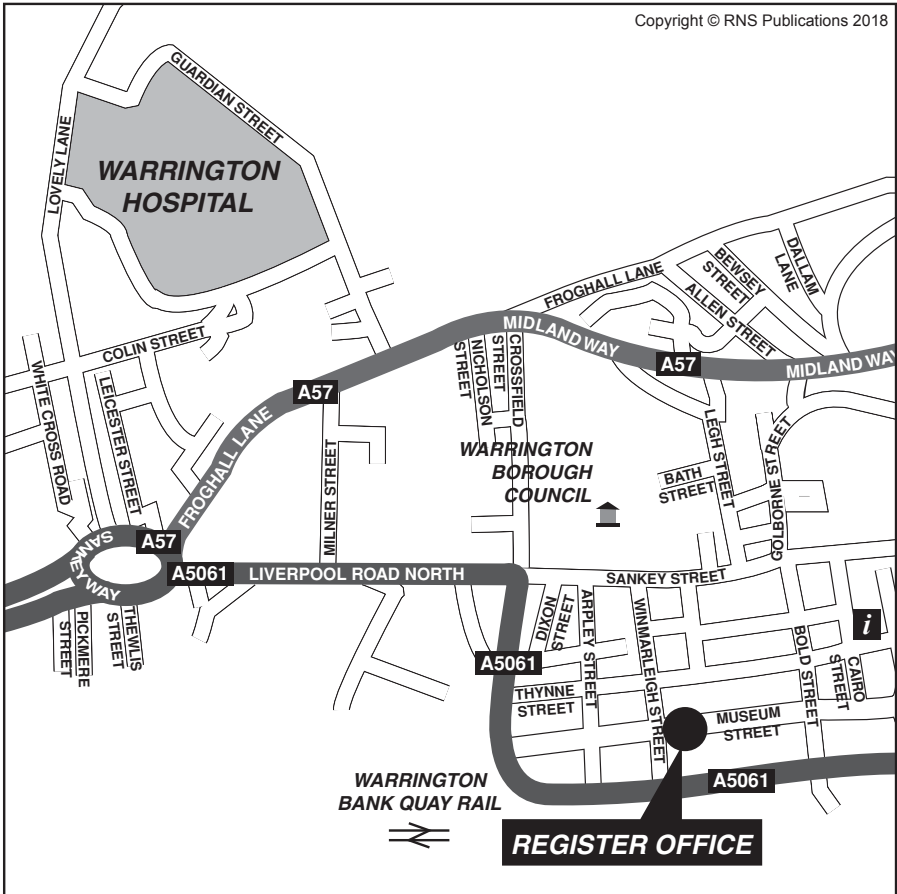 Copyright © RNS Publications 2018
GUARDIAN STREET
LOVELY LANE
WARRINGTON
HOSPITAL
FROGHALL LANE
BEWSEY
STREET
DALLAM
LANE
ALLEN STREET
MIDLAND WAY
A57
MIDLAND WAY
COLIN STREET
WHITE CROSS ROAD
LEICESTER STREET
A57
FROGHALL LANE
NICHOLSON
STREET
CROSSFIELD
STREET
MILNER STREET
WARRINGTON
BOROUGH
COUNCIL
LEGH STREET
BATH
STREET
GOLBORNE STREET
A57
SANKEY WAY
A5061
LIVERPOOL ROAD NORTH
SANKEY STREET
PICKMERE
STREET
THEWLIS
STREET
DIXON
STREET
ARPLEY STREET
WINMARLEIGH STREET
BOLD STREET
i
CAIRO
STREET
A5061
THYNNE
STREET
MUSEUM
STREET
A5061
WARRINGTON
BANK QUAY RAIL
REGISTER OFFICE